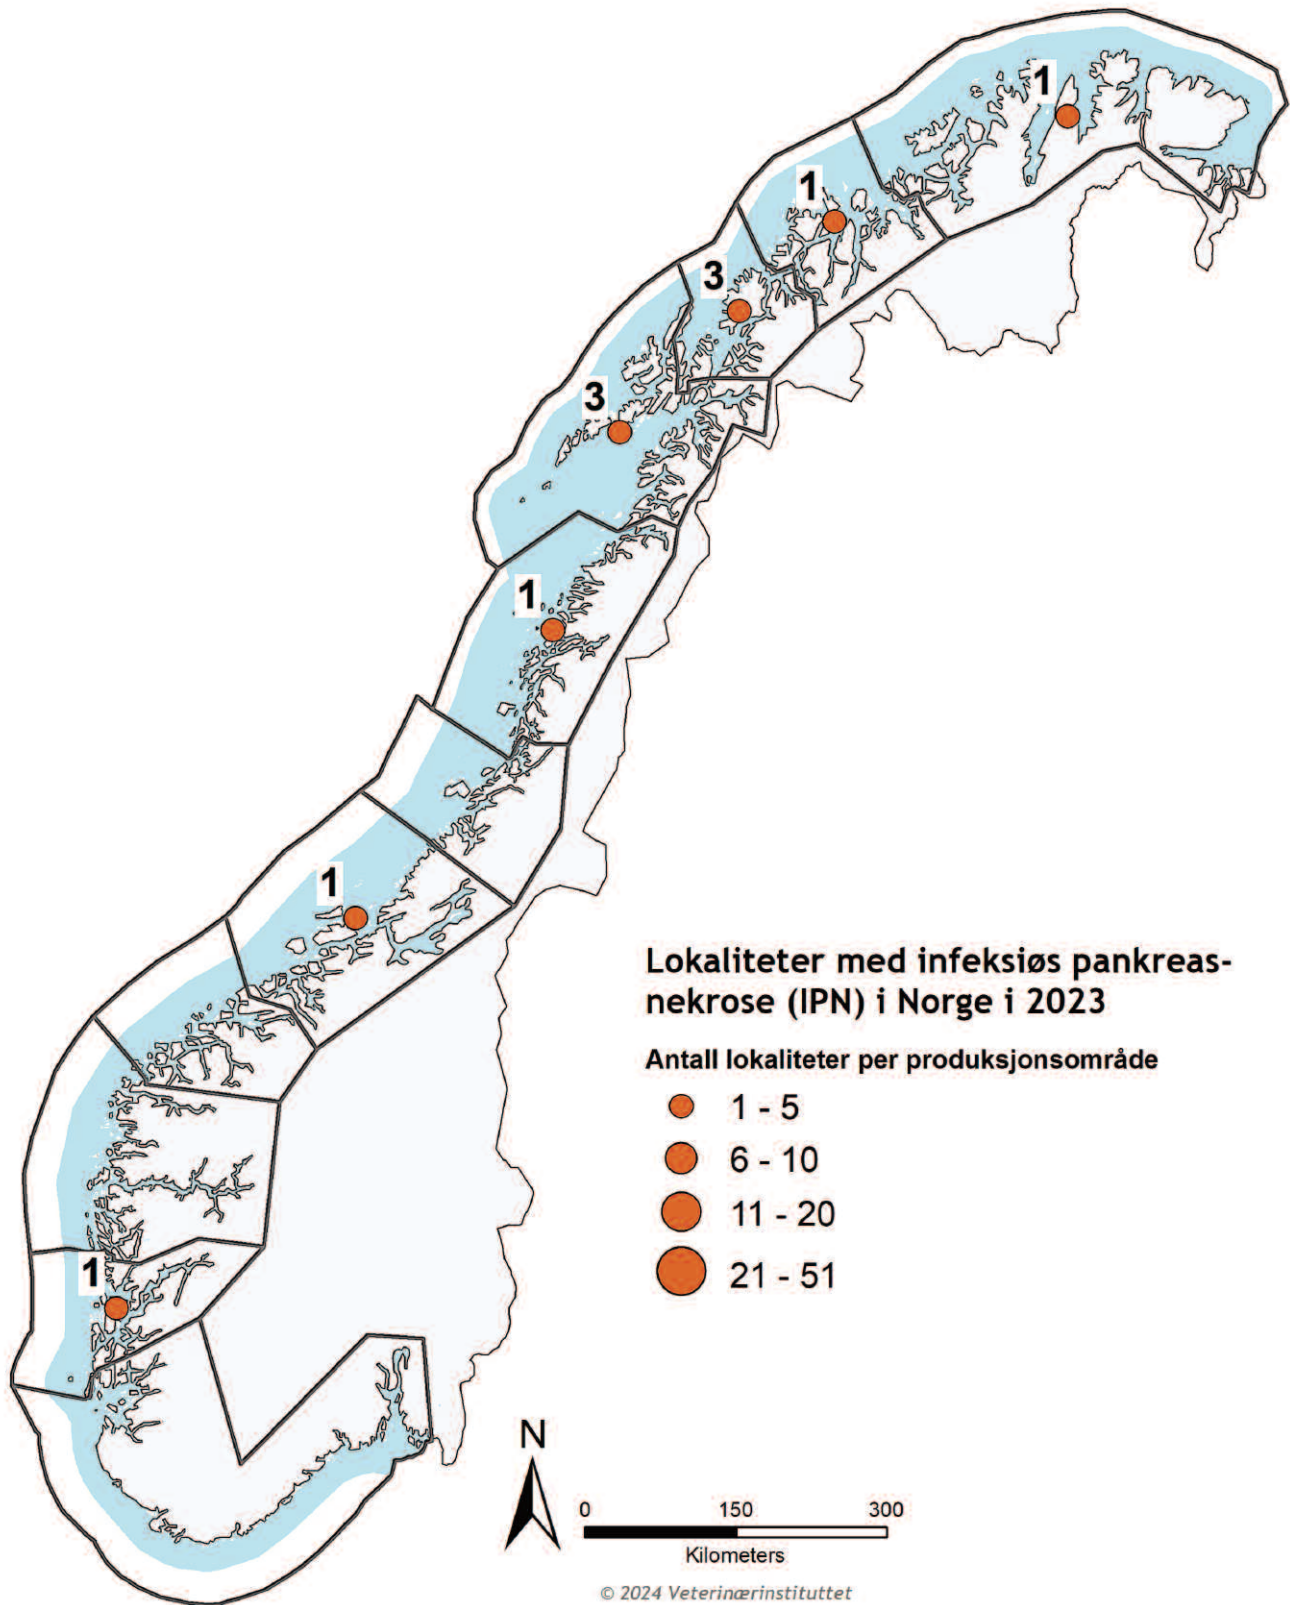 1
1
3
3
1
1
Lokaliteter med infeksiøs pankreas-
nekrose (IPN) i Norge i 2023
Antall lokaliteter per produksjonsområde
1 - 5
6 - 10
11 - 20
21 - 51
1
N
0 150 300
Kilometers
© 2024 Veterinærinstituttet